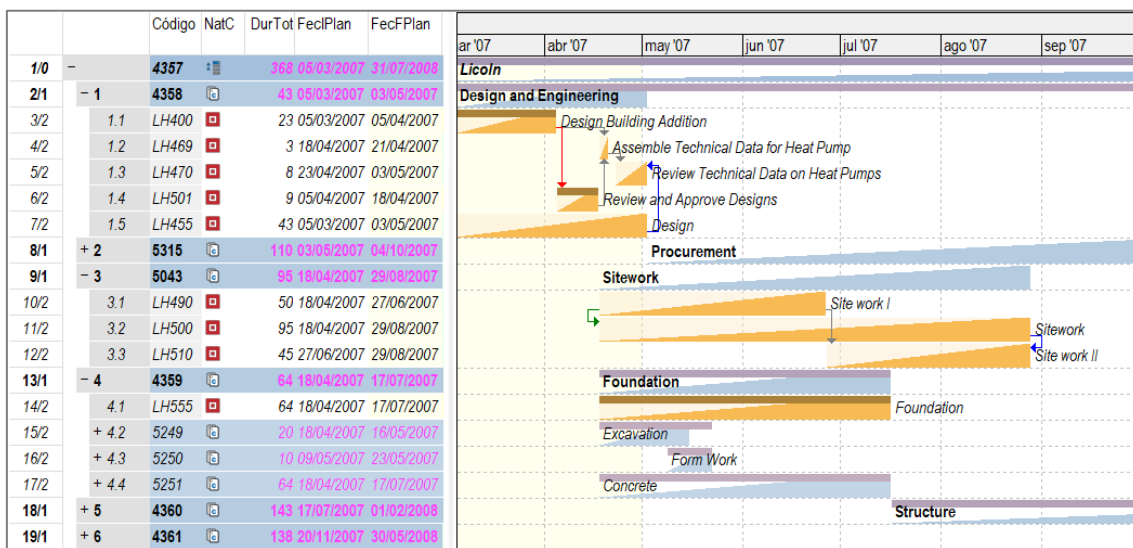 Código NatC DurTot FecIPlan FecFPlan
ar '07 abr '07 may '07 jun '07 jul '07 ago '07 sep '07
1/0 − 4357 368 05/03/2007 31/07/2008 Licoln
2/1 − 1 4358 43 05/03/2007 03/05/2007 Design and Engineering
3/2 1.1 LH400 23 05/03/2007 05/04/2007 Design Building Addition
4/2 1.2 LH469 3 18/04/2007 21/04/2007 Assemble Technical Data for Heat Pump
5/2 1.3 LH470 8 23/04/2007 03/05/2007 Review Technical Data on Heat Pumps
6/2 1.4 LH501 9 05/04/2007 18/04/2007 Review and Approve Designs
7/2 1.5 LH455 43 05/03/2007 03/05/2007 Design
8/1 + 2 5315 110 03/05/2007 04/10/2007 Procurement
9/1 − 3 5043 95 18/04/2007 29/08/2007 Sitework
10/2 3.1 LH490 50 18/04/2007 27/06/2007 Site work I
11/2 3.2 LH500 95 18/04/2007 29/08/2007 Sitework
12/2 3.3 LH510 45 27/06/2007 29/08/2007 Site work II
13/1 − 4 4359 64 18/04/2007 17/07/2007 Foundation
14/2 4.1 LH555 64 18/04/2007 17/07/2007 Foundation
15/2 + 4.2 5249 20 18/04/2007 16/05/2007 Excavation
16/2 + 4.3 5250 10 09/05/2007 23/05/2007 Form Work
17/2 + 4.4 5251 64 18/04/2007 17/07/2007 Concrete
18/1 + 5 4360 143 17/07/2007 01/02/2008 Structure
19/1 + 6 4361 138 20/11/2007 30/05/2008